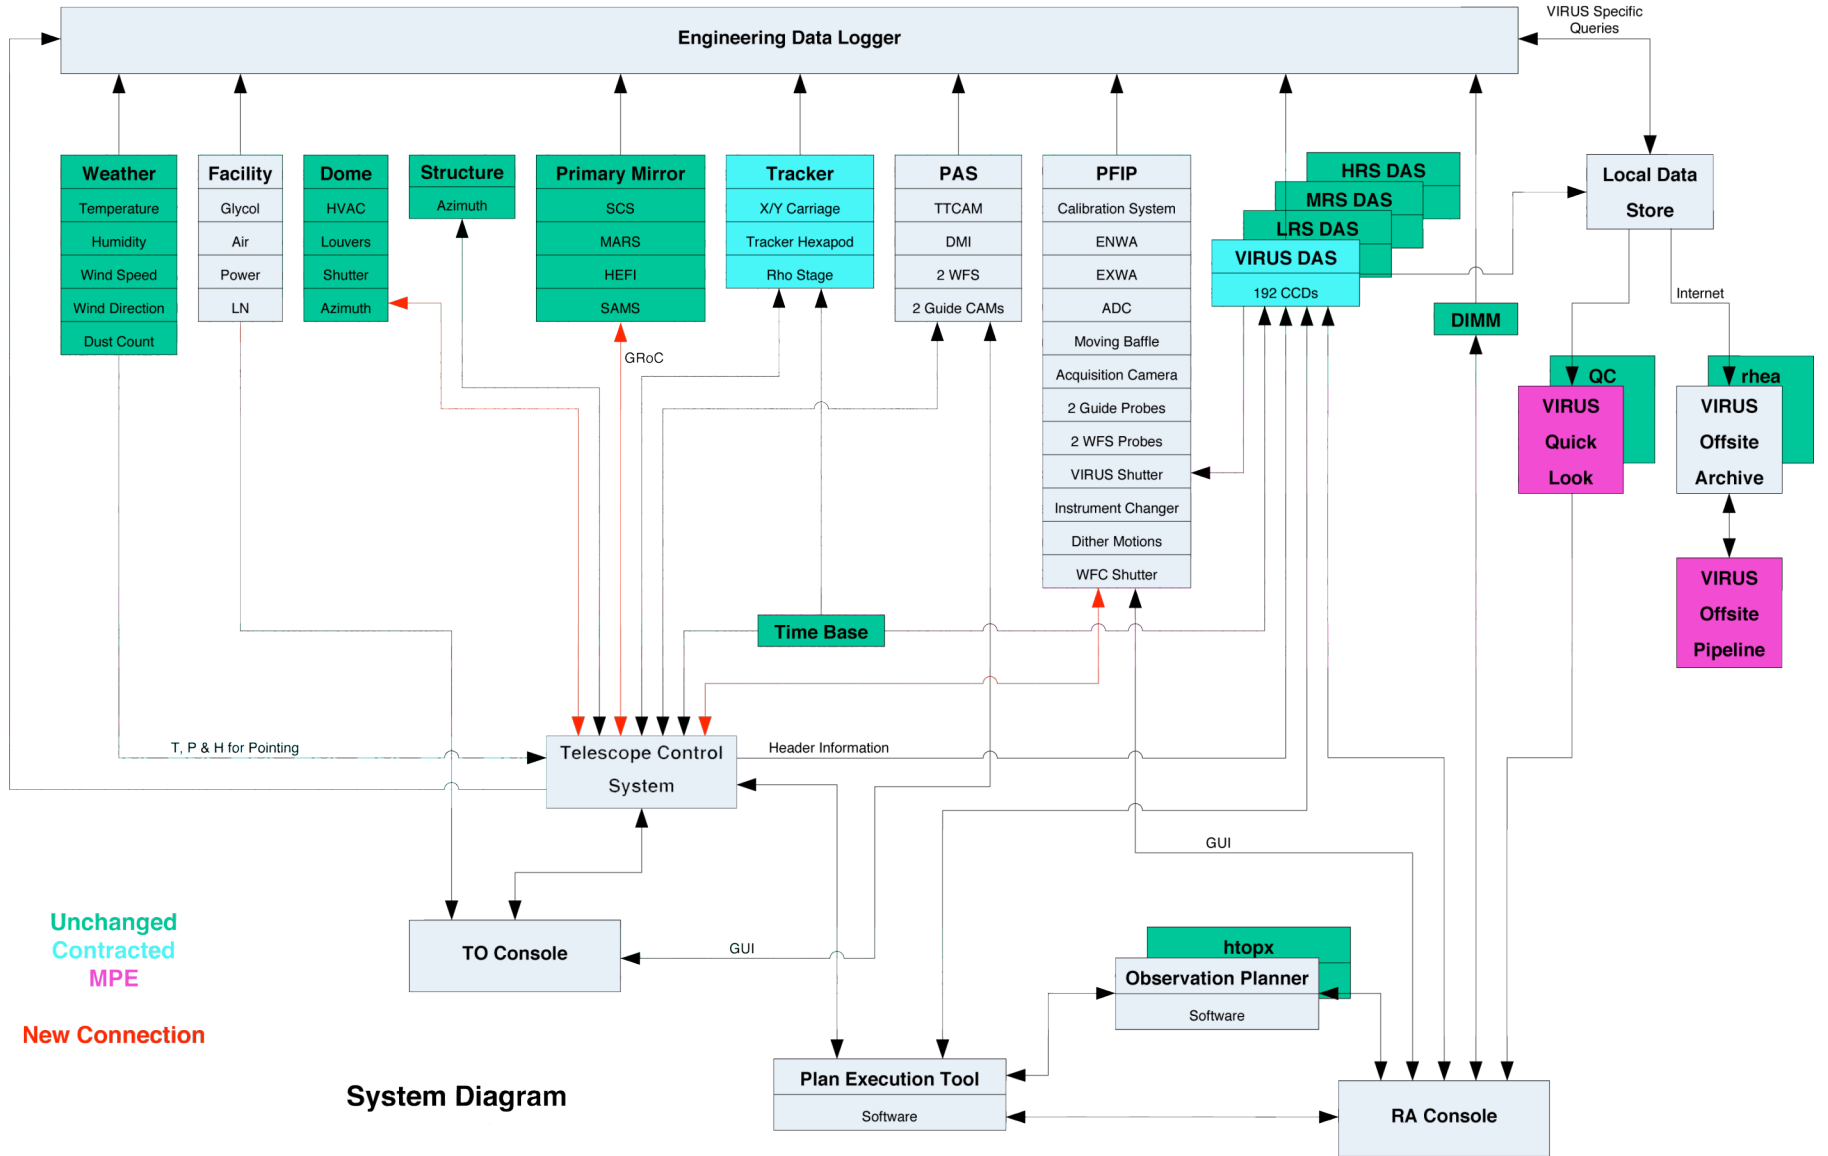 VIRUS Specific
Queries
Engineering Data Logger
Weather
Temperature
Humidity
Wind Speed
Wind Direction
Dust Count
Facility
Glycol
Air
Power
LN
Dome
HVAC
Louvers
Shutter
Azimuth
Structure
Azimuth
Primary Mirror
SCS
MARS
HEFI
SAMS
GRoC
Tracker
X/Y Carriage
Tracker Hexapod
Rho Stage
PAS
TTCAM
DMI
2 WFS
2 Guide CAMs
PFIP
Calibration System
ENWA
EXWA
ADC
Moving Baffle
Acquisition Camera
2 Guide Probes
2 WFS Probes
VIRUS Shutter
Instrument Changer
Dither Motions
WFC Shutter
HRS DAS
MRS DAS
LRS DAS
VIRUS DAS
192 CCDs
DIMM
Local Data
Store
Internet
QC
VIRUS
Quick
Look
rhea
VIRUS
Offsite
Archive
VIRUS
Offsite
Pipeline
Time Base
T, P & H for Pointing
Telescope Control
System
Header Information
GUI
TO Console
GUI
htopx
Observation Planner
Software
Plan Execution Tool
Software
RA Console
Unchanged
Contracted
MPE
New Connection
System Diagram